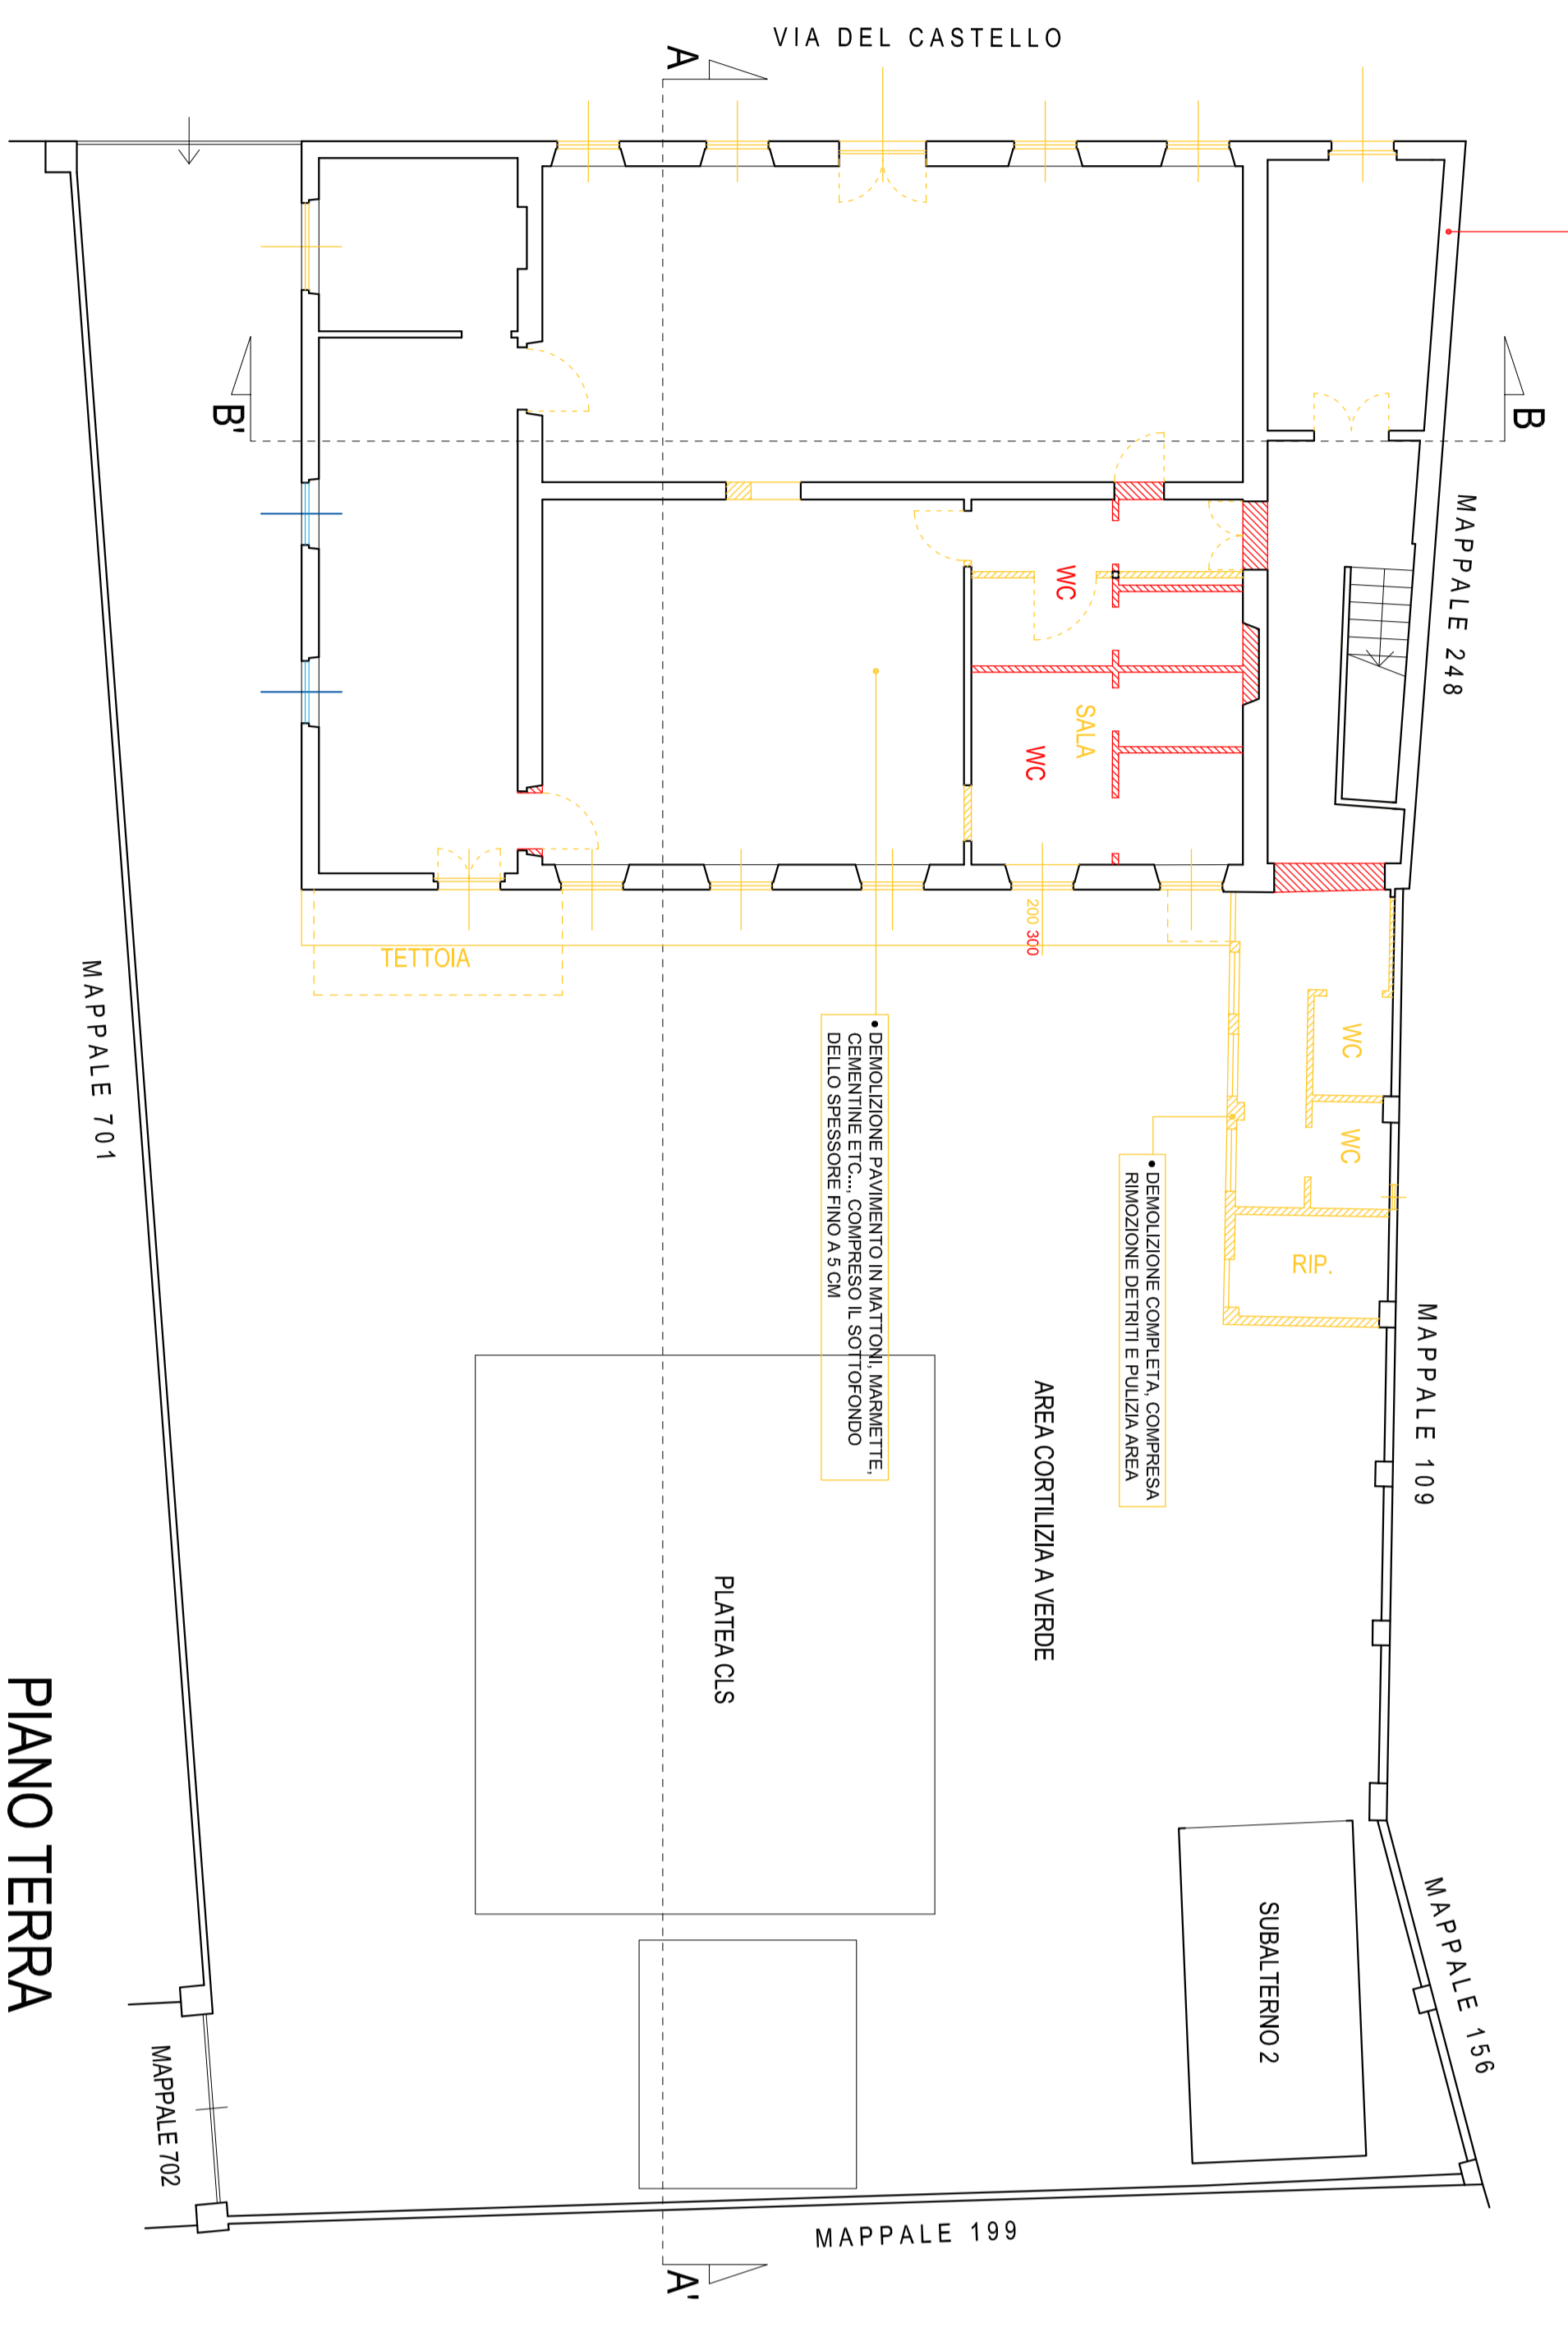 VIA DEL CASTELLO
A
B'
B
MAPPALE 248
WC
SALA
WC
200 300
TETTOIA
MAPPALE 701
WC
WC
RIP.
• DEMOLIZIONE PAVIMENTO IN MATTONI, MARMETTE,
CEMENTINE ETC..., COMPRESO IL SOTTOFONDO
DELLO SPESSORE FINO A 5 CM
• DEMOLIZIONE COMPLETA, COMPRESA
RIMOZIONE DETRITI E PULIZIA AREA
MAPPALE 109
AREA CORTILIZIA A VERDE
PLATEA CLS
SUBALTERNO 2
MAPPALE 156
PIANO TERRA
MAPPALE 702
MAPPALE 199
A'